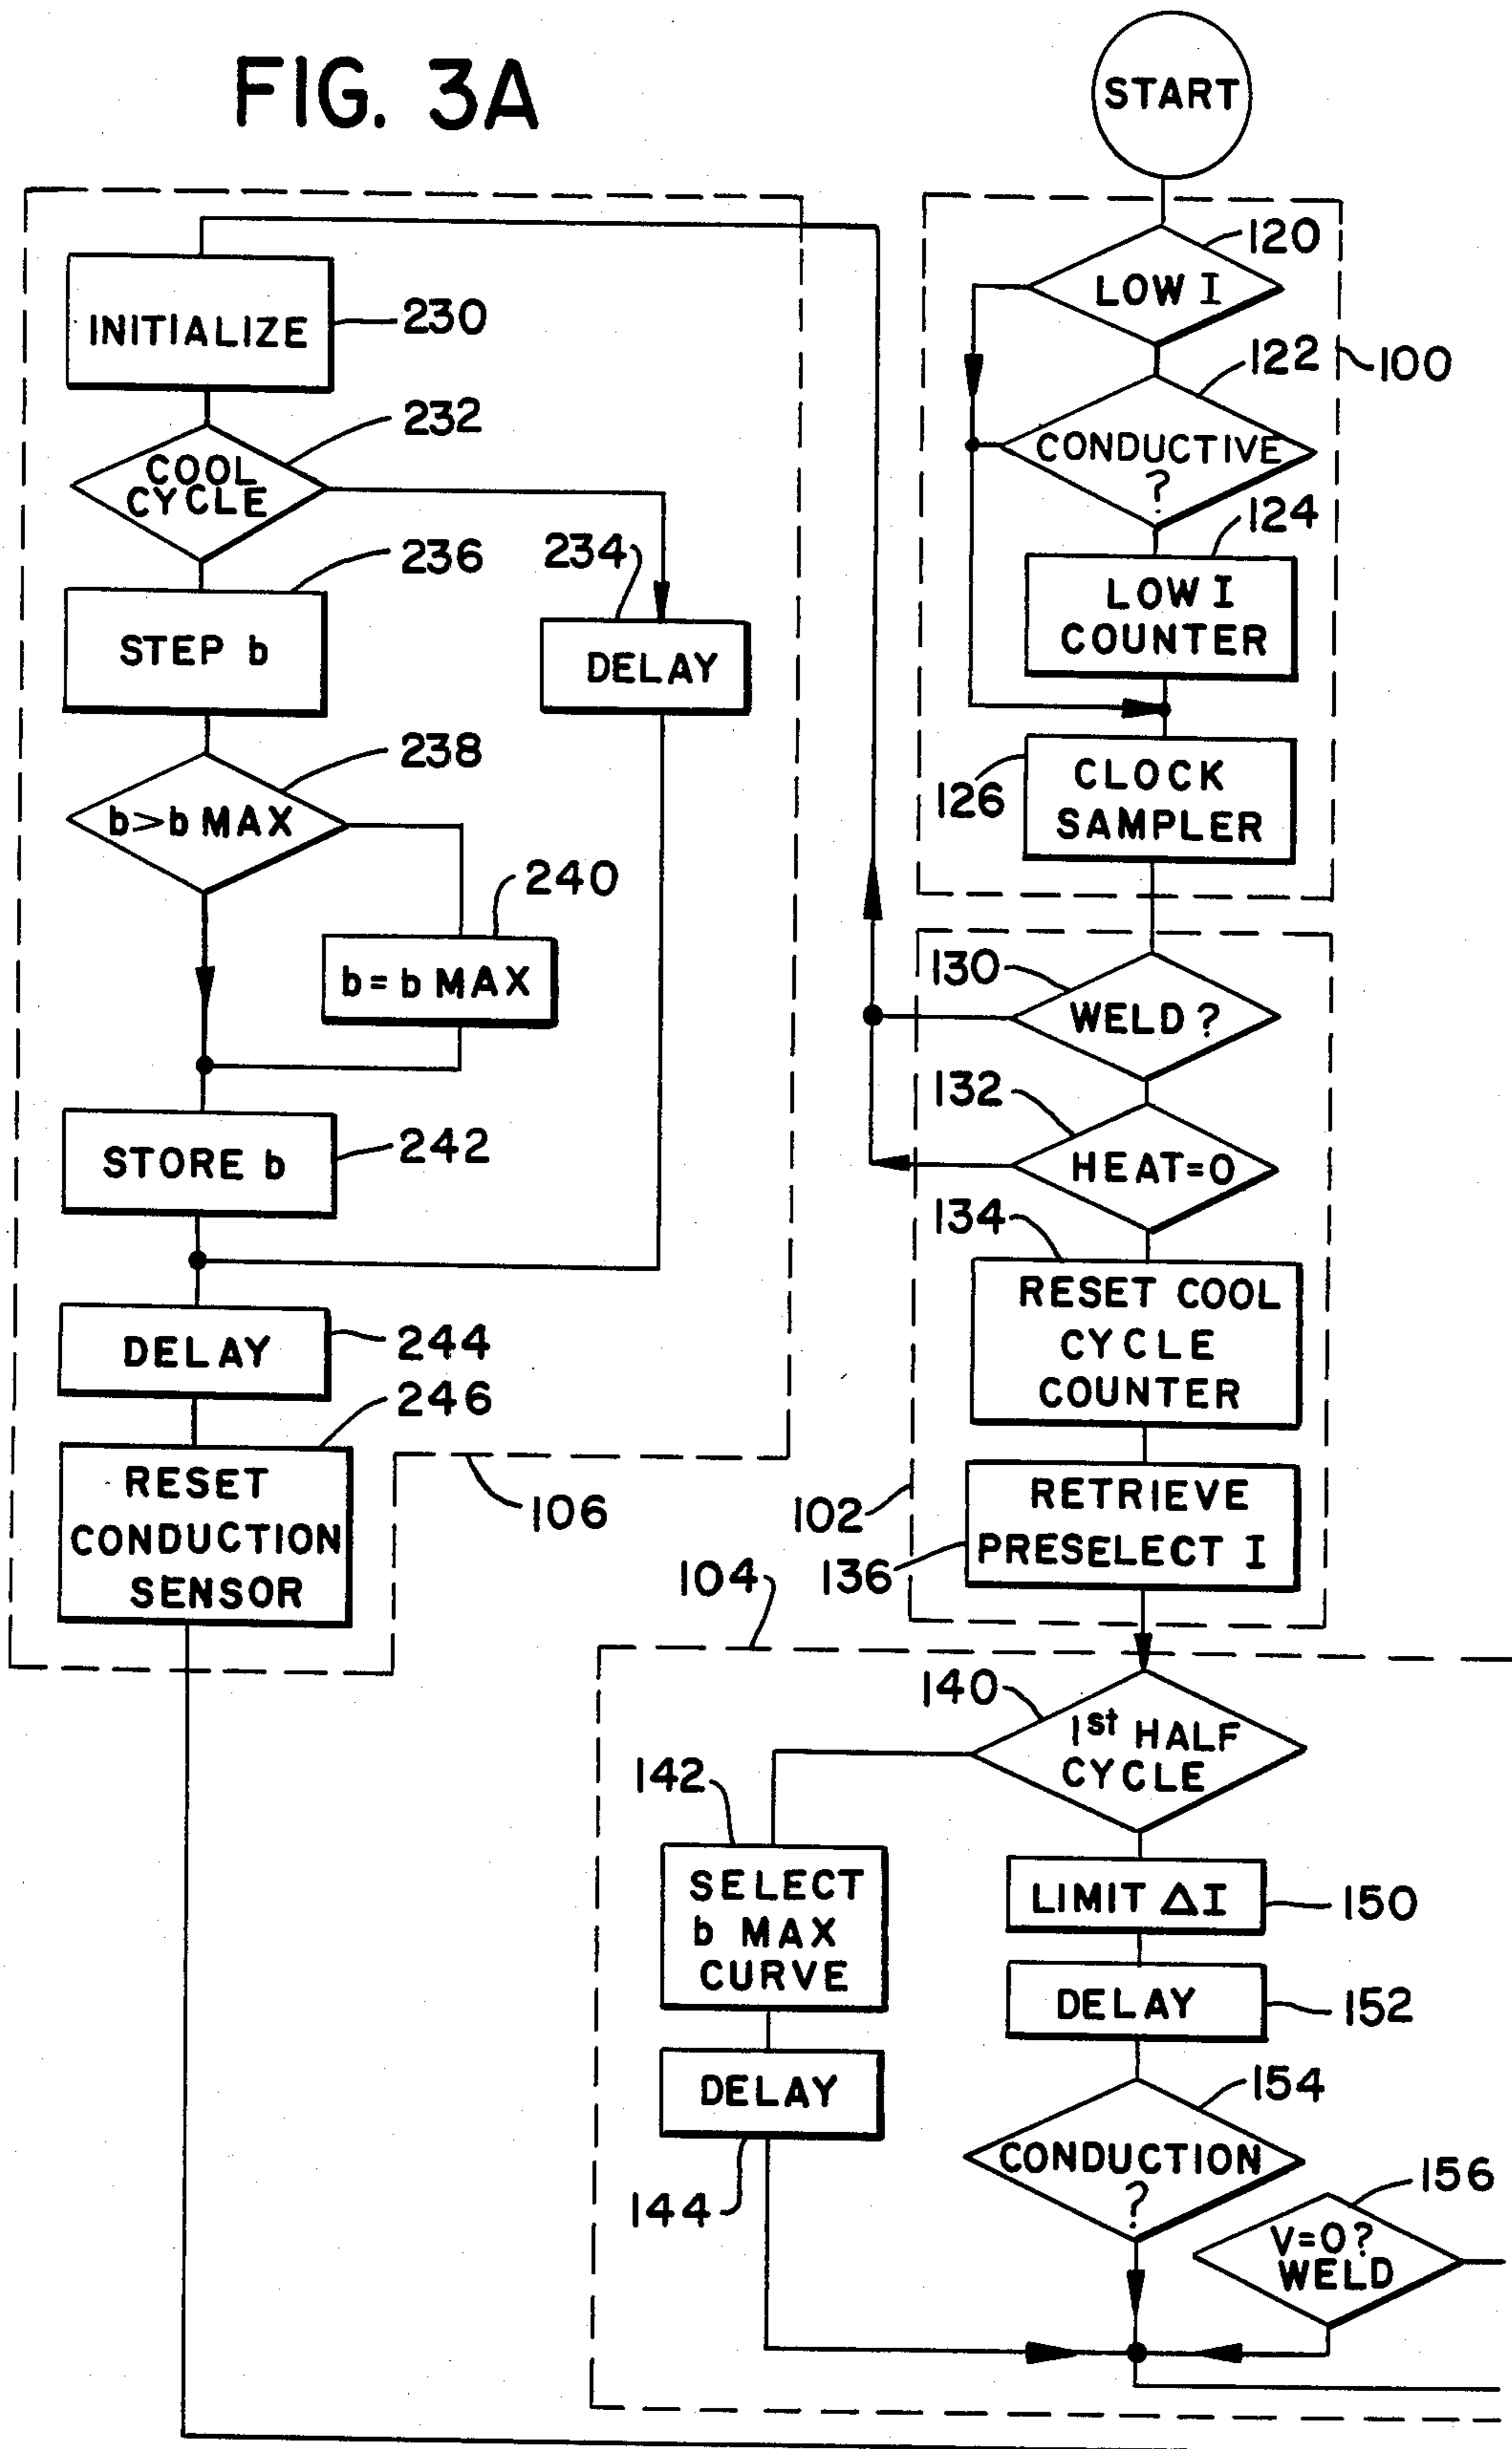 FIG. 3A
START
120
LOW I
122
100
CONDUCTIVE
?
124
LOW I
COUNTER
126
CLOCK
SAMPLER
130
WELD ?
132
HEAT=0
134
RESET COOL
CYCLE
COUNTER
102
136
RETRIEVE
PRESELECT I
INITIALIZE
230
232
COOL
CYCLE
236
STEP b
234
DELAY
238
b>b MAX
240
b=b MAX
STORE b
242
DELAY
244
246
RESET
CONDUCTION
SENSOR
106
104
140
1st HALF
CYCLE
142
SELECT
b MAX
CURVE
DELAY
144
LIMIT ΔI
150
DELAY
152
154
CONDUCTION
?
156
V=0?
WELD